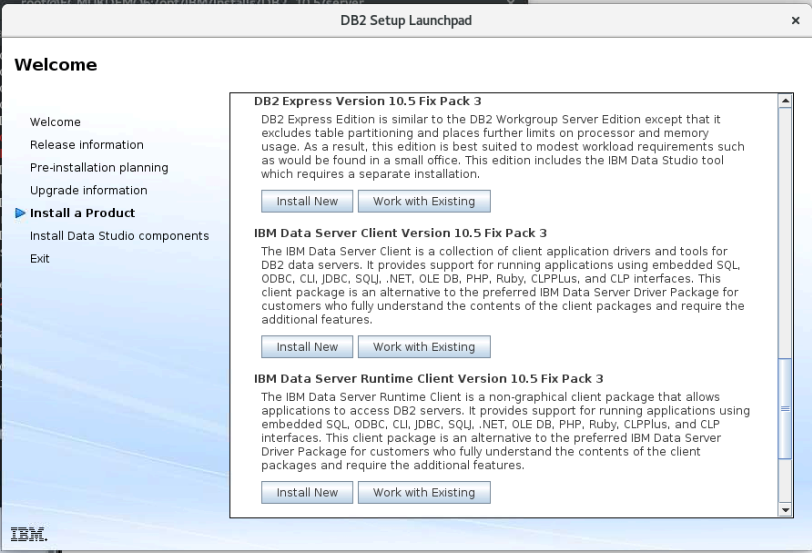 DB2 Setup Launchpad
Welcome
Welcome
Release information
Pre-installation planning
Upgrade information
Install a Product
Install Data Studio components
Exit
DB2 Express Version 10.5 Fix Pack 3
DB2 Express Edition is similar to the DB2 Workgroup Server Edition except that it
excludes table partitioning and places further limits on processor and memory
usage. As a result, this edition is best suited to modest workload requirements such
as would be found in a small office. This edition includes the IBM Data Studio tool
which requires a separate installation.
Install New
Work with Existing
IBM Data Server Client Version 10.5 Fix Pack 3
The IBM Data Server Client is a collection of client application drivers and tools for
DB2 data servers. It provides support for running applications using embedded SQL,
ODBC, CLI, JDBC, SQLJ, .NET, OLE DB, PHP, Ruby, CLPPLus, and CLP interfaces. This
client package is an alternative to the preferred IBM Data Server Driver Package for
customers who fully understand the contents of the client packages and require the
additional features.
Install New
Work with Existing
IBM Data Server Runtime Client Version 10.5 Fix Pack 3
The IBM Data Server Runtime Client is a non-graphical client package that allows
applications to access DB2 servers. It provides support for running applications using
embedded SQL, ODBC, CLI, JDBC, SQLJ, .NET, OLE DB, PHP, Ruby, CLPPlus, and CLP
interfaces. This client package is an alternative to the preferred IBM Data Server
Driver Package for customers who fully understand the contents of the client
packages and require the additional features.
Install New
Work with Existing
IBM.